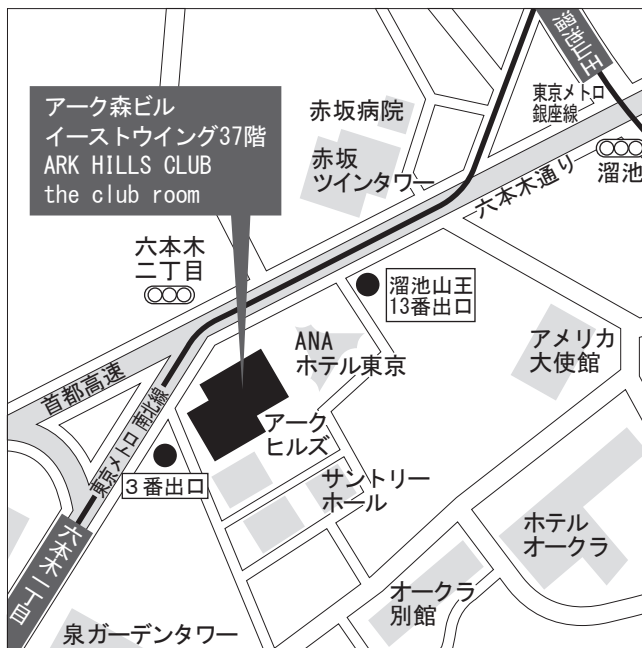 溜池山王
アーク森ビル
イーストウイング37階
ARK HILLS CLUB
the club room
赤坂病院
赤坂
ツインタワー
東京メトロ
銀座線
溜池
六本木通り
六本木
二丁目
溜池山王
13番出口
ANA
ホテル東京
アメリカ
大使館
首都高速
東京メトロ 南北線
アーク
ヒルズ
3番出口
サントリー
ホール
ホテル
オークラ
六本木一丁目
オークラ
別館
泉ガーデンタワー